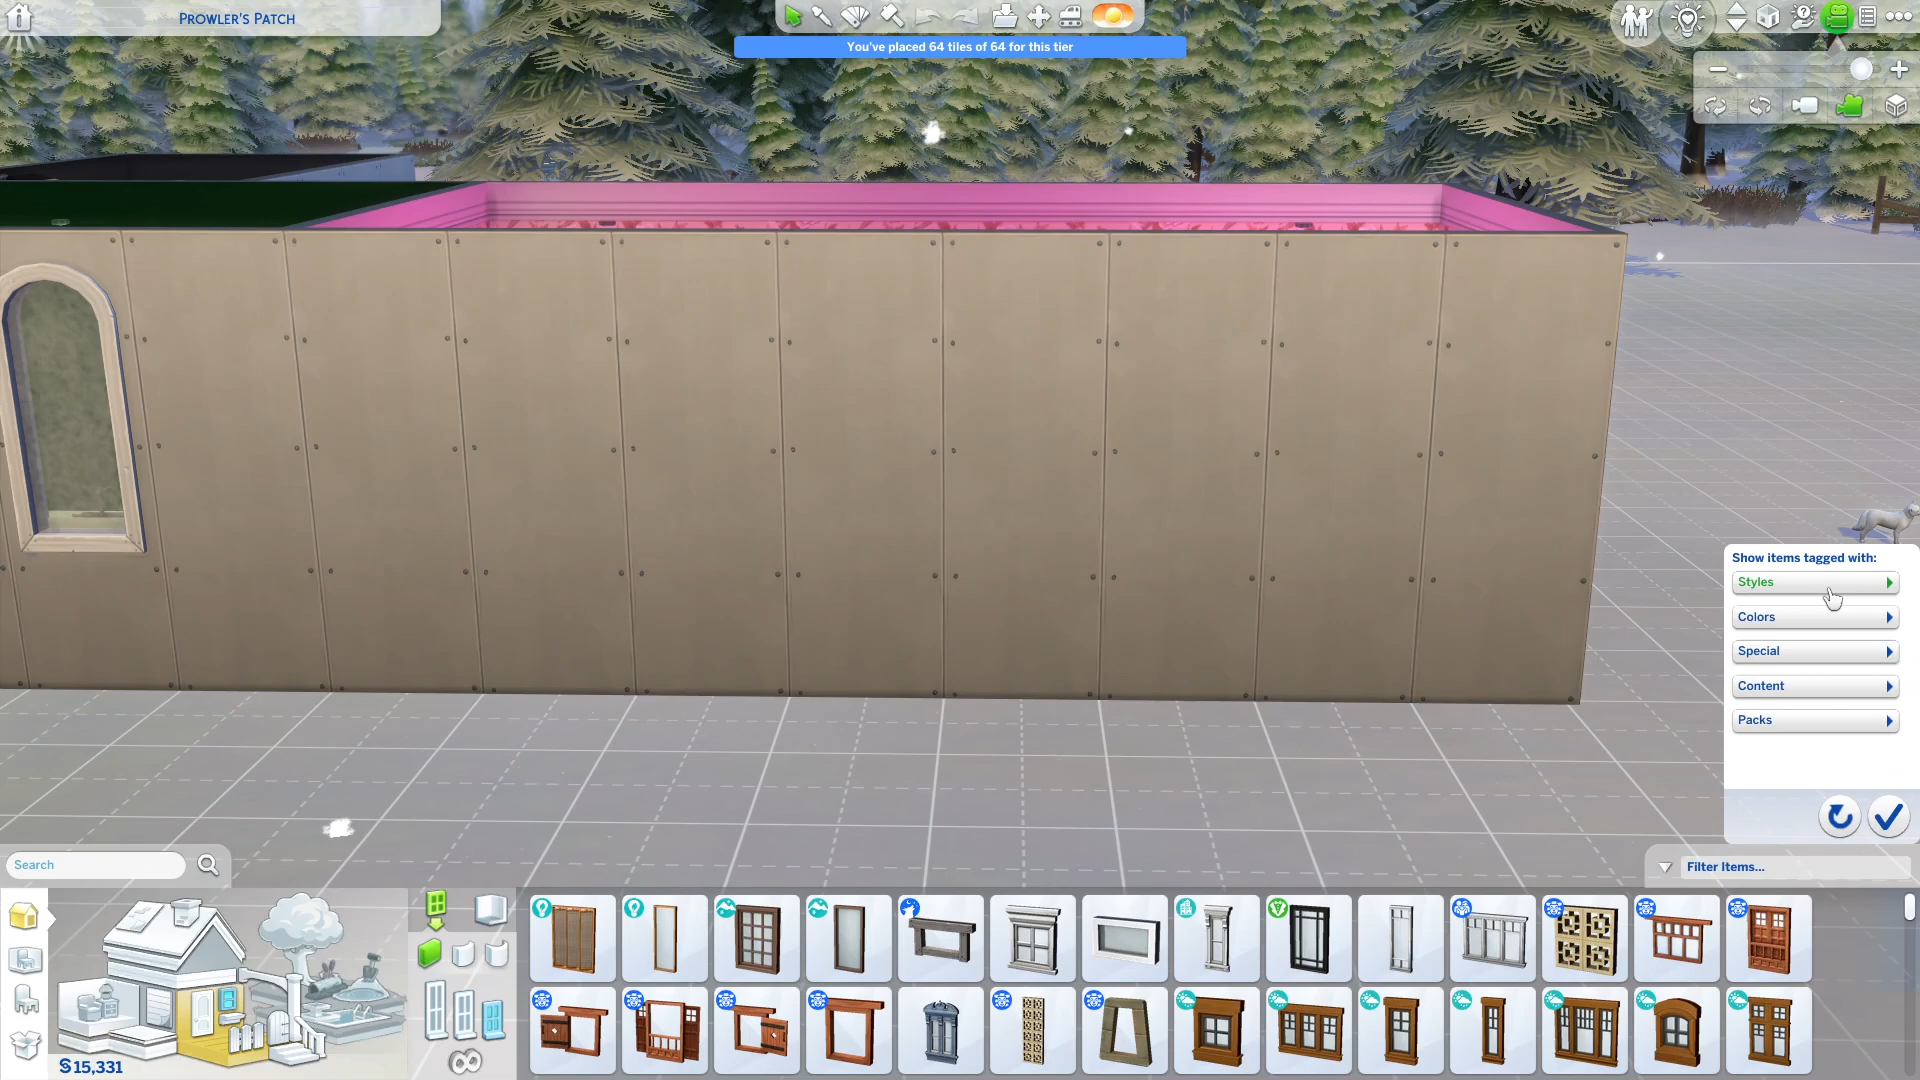 PROWLER'S PATCH
You've placed 64 tiles of 64 for this tier
Show items tagged with:
Styles
Colors
Special
Content
Packs
Search
Filter Items...
§15,331